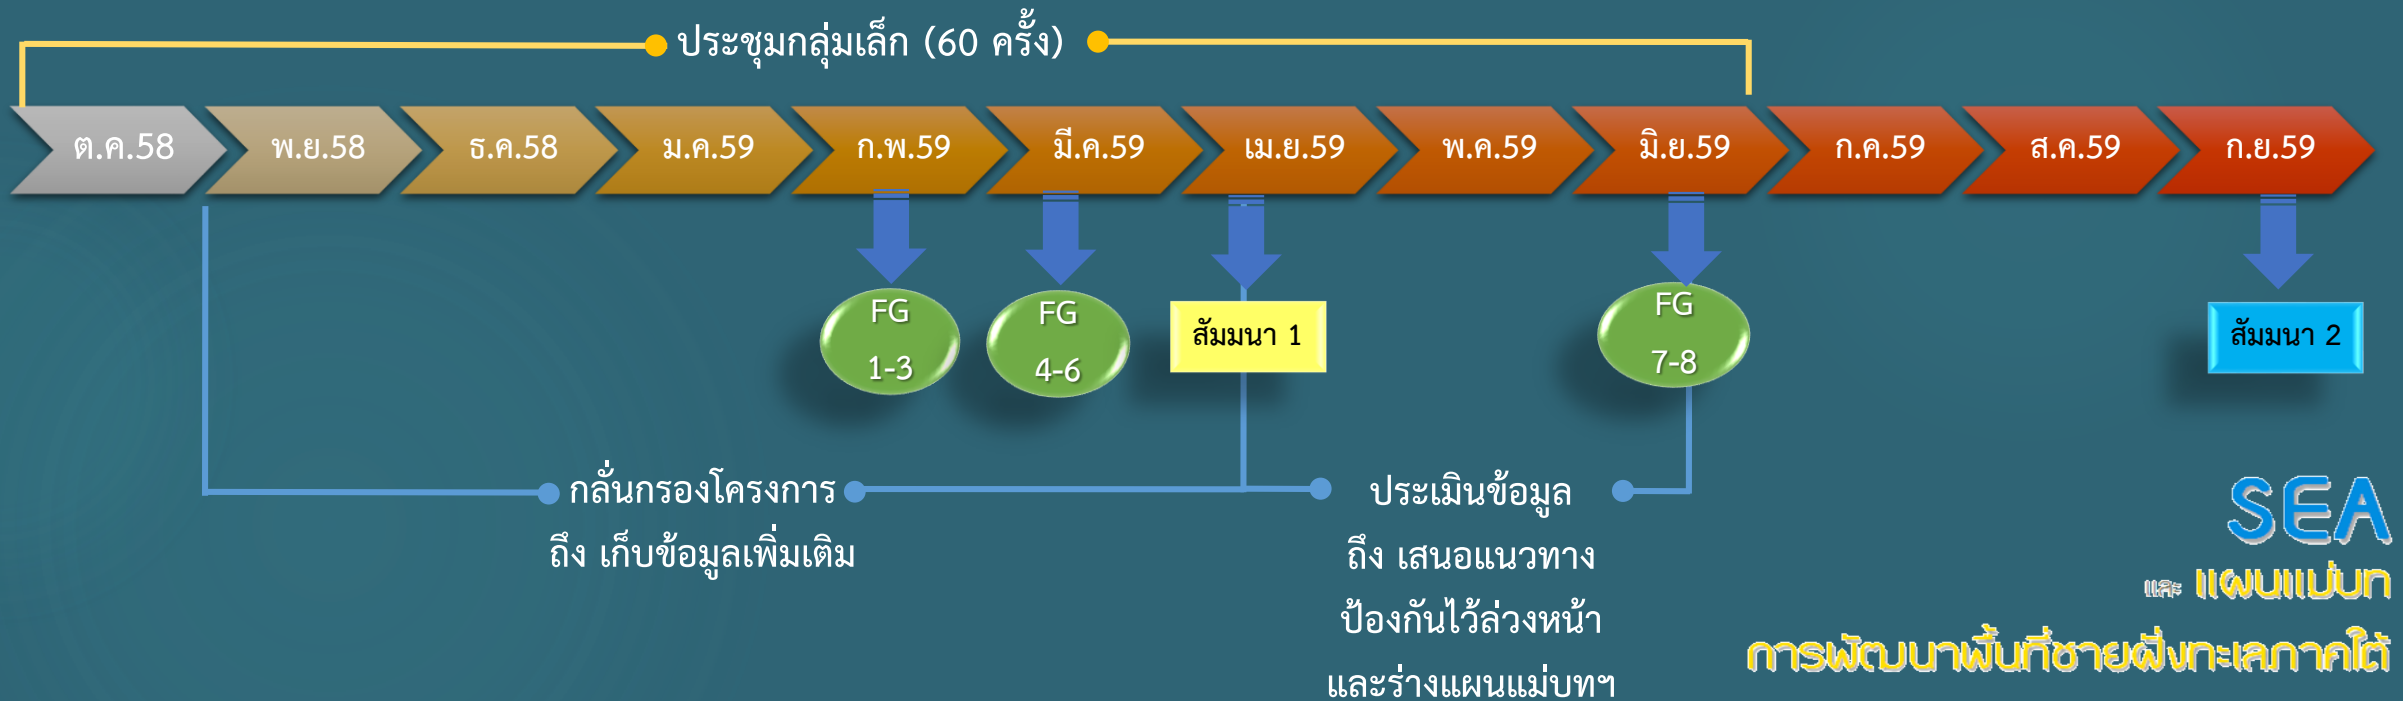 ประชุมกลุ่มเล็ก (60 ครั้ง)
ต.ค.58
พ.ย.58
ธ.ค.58
ม.ค.59
ก.พ.59
มี.ค.59
เม.ย.59
พ.ค.59
มิ.ย.59
ก.ค.59
ส.ค.59
ก.ย.59
FG
1-3
FG
4-6
สัมมนา 1
FG
7-8
สัมมนา 2
กลั่นกรองโครงการ
ถึง เก็บข้อมูลเพิ่มเติม
ประเมินข้อมูล
ถึง เสนอแนวทาง
ป้องกันไว้ล่วงหน้า
และร่างแผนแม่บทฯ
SEA
และ แผนแม่บท
การพัฒนาพื้นที่ชายฝั่งทะเลภาคใต้